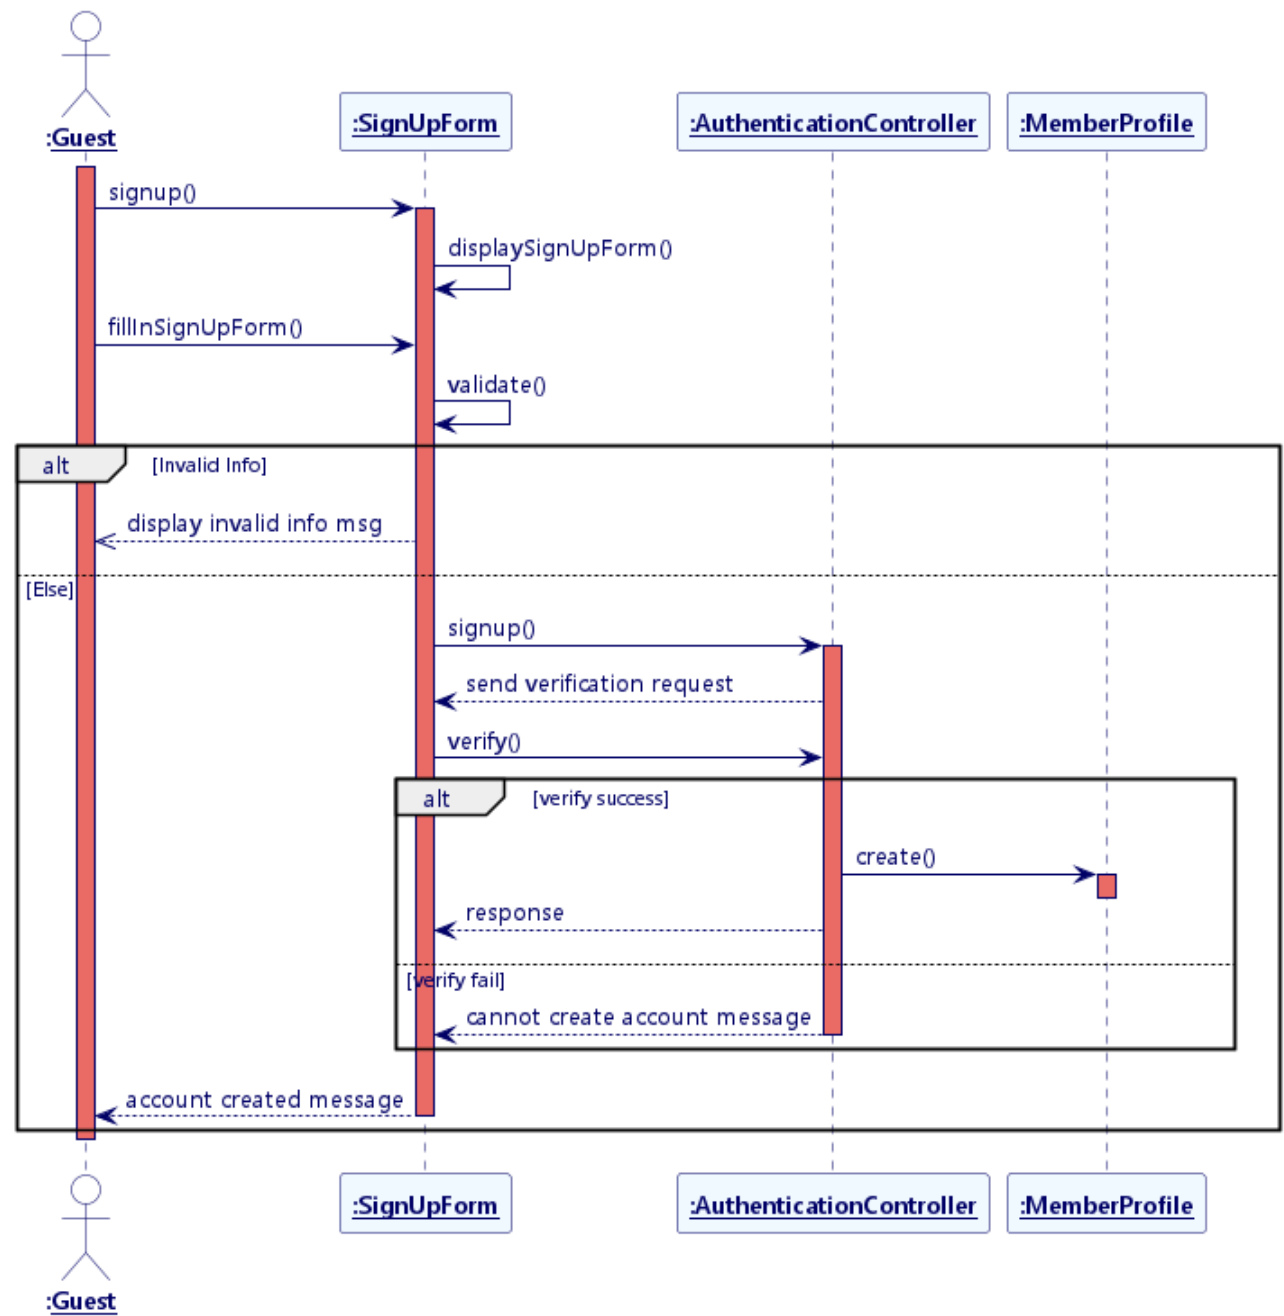 :Guest
:SignUpForm
:AuthenticationController
:MemberProfile
signup()
displaySignUpForm()
fillInSignUpForm()
validate()
alt
[Invalid Info]
display invalid info msg
[Else]
signup()
send verification request
verify()
alt
[verify success]
create()
response
[verify fail]
cannot create account message
account created message
:SignUpForm
:AuthenticationController
:MemberProfile
:Guest